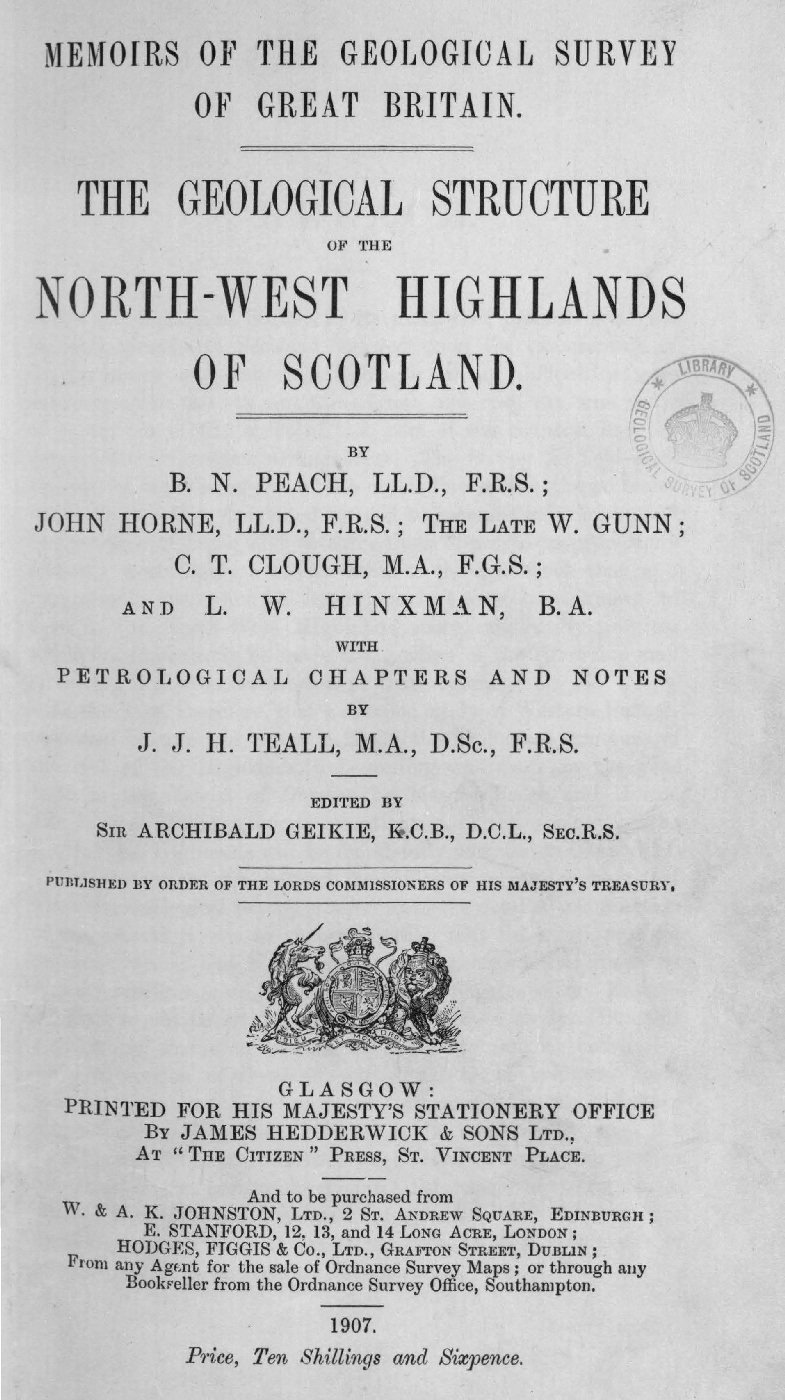 MEMOIRS OF THE GEOLOGICAL SURVEY
OF GREAT BRITAIN.
THE GEOLOGICAL STRUCTURE
OF THE
NORTH-WEST HIGHLANDS
OF SCOTLAND.
LIBRARY
GEOLOGICAL SURVEY OF SCOTLAND
BY
B. N. PEACH, LL.D., F.R.S.;
JOHN HORNE, LL.D., F.R.S.; THE LATE W. GUNN;
C. T. CLOUGH, M.A., F.G.S.;
AND L. W. HINXMAN, B.A.
WITH
PETROLOGICAL CHAPTERS AND NOTES
BY
J. J. H. TEALL, M.A., D.Sc., F.R.S.
EDITED BY
SIR ARCHIBALD GEIKIE, K.C.B., D.C.L., SEC.R.S.
PUBLISHED BY ORDER OF THE LORDS COMMISSIONERS OF HIS MAJESTY'S TREASURY.
GLASGOW:
PRINTED FOR HIS MAJESTY'S STATIONERY OFFICE
BY JAMES HEDDERWICK & SONS LTD.,
AT "THE CITIZEN" PRESS, ST. VINCENT PLACE.
And to be purchased from
W. & A. K. JOHNSTON, LTD., 2 ST. ANDREW SQUARE, EDINBURGH;
E. STANFORD, 12, 13, and 14 LONG ACRE, LONDON;
HODGES, FIGGIS & Co., LTD., GRAFTON STREET, DUBLIN;
From any Agent for the sale of Ordnance Survey Maps; or through any
Bookseller from the Ordnance Survey Office, Southampton.
1907.
Price, Ten Shillings and Sixpence.